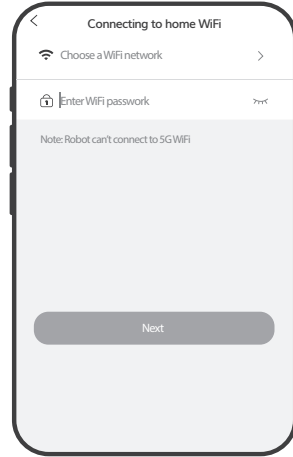 Connecting to home WiFi
Choose a WiFi network
Enter WiFi password
Note: Robot can't connect to 5G WiFi
Next